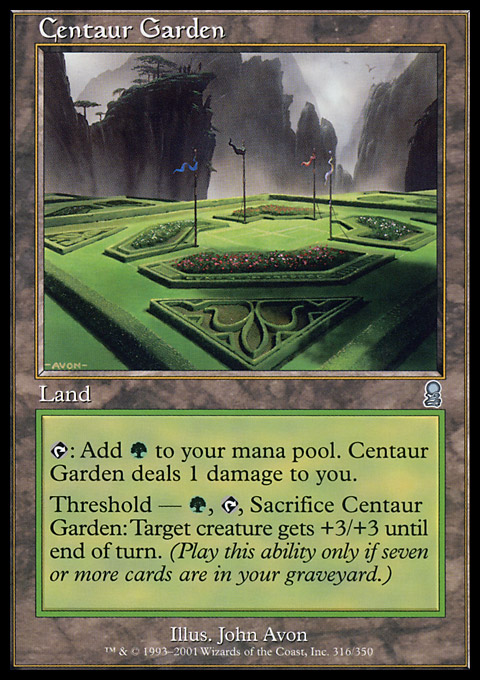 Centaur Garden
-AVON-
Land
: Add to your mana pool. Centaur
Garden deals 1 damage to you.
Threshold — , , Sacrifice Centaur
Garden: Target creature gets +3/+3 until
end of turn. (Play this ability only if seven
or more cards are in your graveyard.)
Illus. John Avon
™ & © 1993–2001 Wizards of the Coast, Inc. 316/350